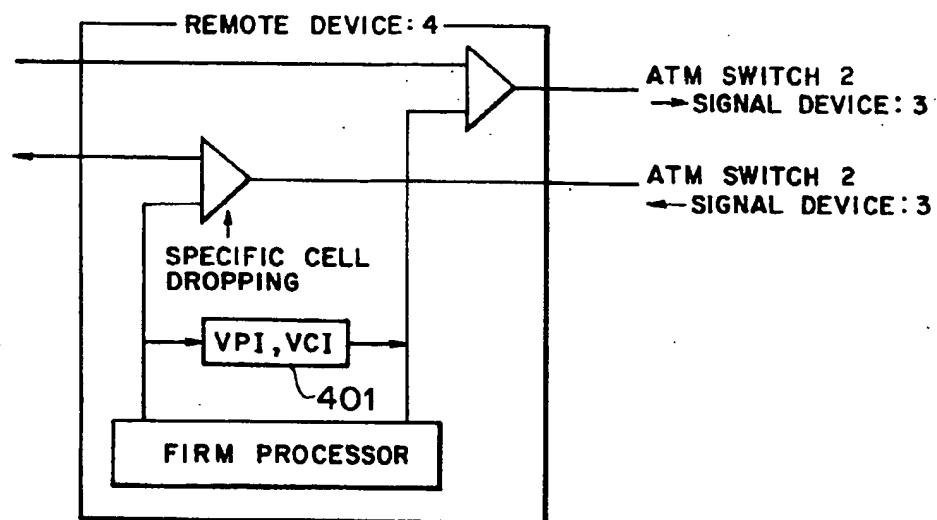 REMOTE DEVICE: 4
ATM SWITCH 2
→ SIGNAL DEVICE: 3
ATM SWITCH 2
← SIGNAL DEVICE: 3
SPECIFIC CELL
DROPPING
VPI, VCI
401
FIRM PROCESSOR